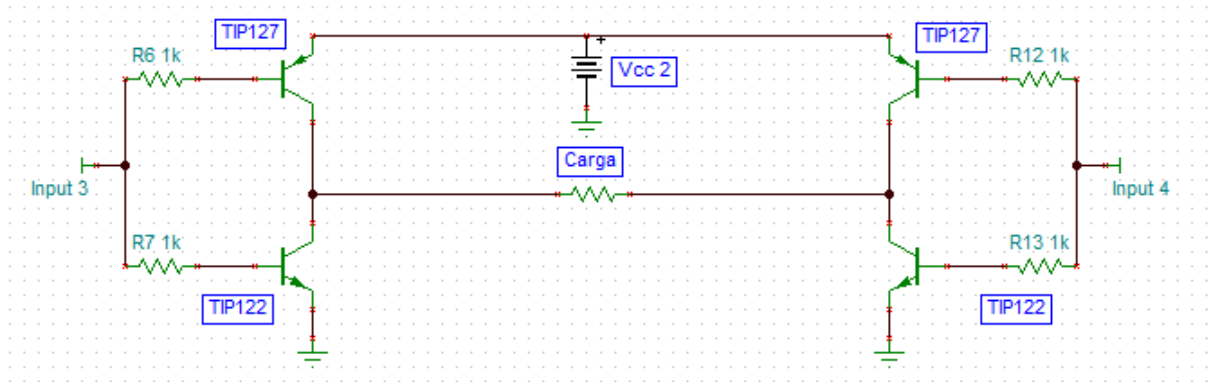 TIP127
TIP127
R6 1k
+
Vcc 2
R12 1k
Carga
Input 3
Input 4
R7 1k
R13 1k
TIP122
TIP122